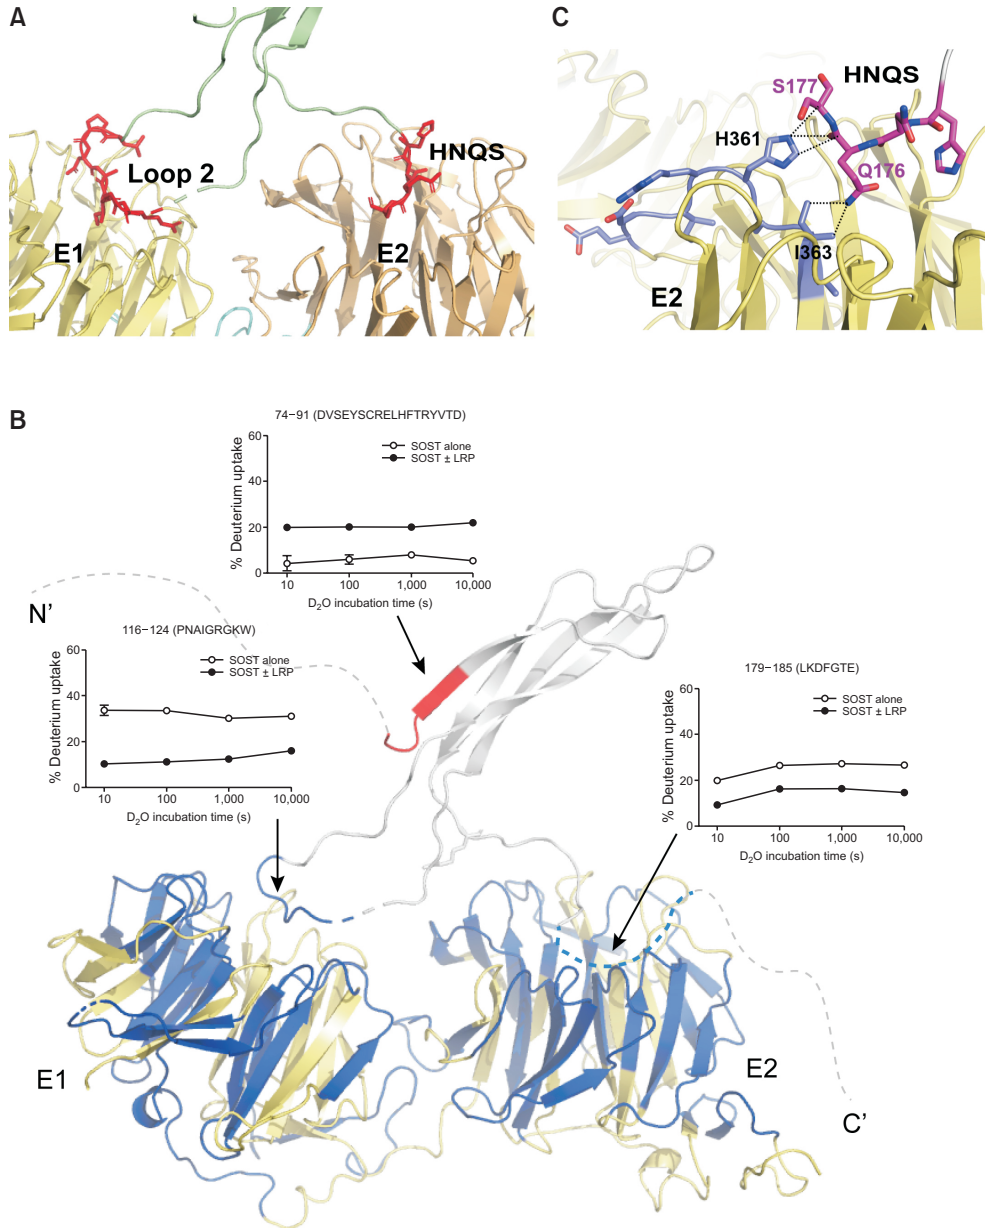 A
Loop 2
HNQS
E1
E2
C
HNQS
S177
H361
Q176
I363
E2
B
74−91 (DVSEYSCRELHFTRYVTD)
% Deuterium uptake
60
40
20
0
SOST alone
SOST ± LRP
10
100
1,000
10,000
D2O incubation time (s)
N'
116−124 (PNAIGRGKW)
% Deuterium uptake
60
40
20
0
SOST alone
SOST ± LRP
10
100
1,000
10,000
D2O incubation time (s)
179−185 (LKDFGTE)
% Deuterium uptake
60
40
20
0
SOST alone
SOST ± LRP
10
100
1,000
10,000
D2O incubation time (s)
E1
E2
C'